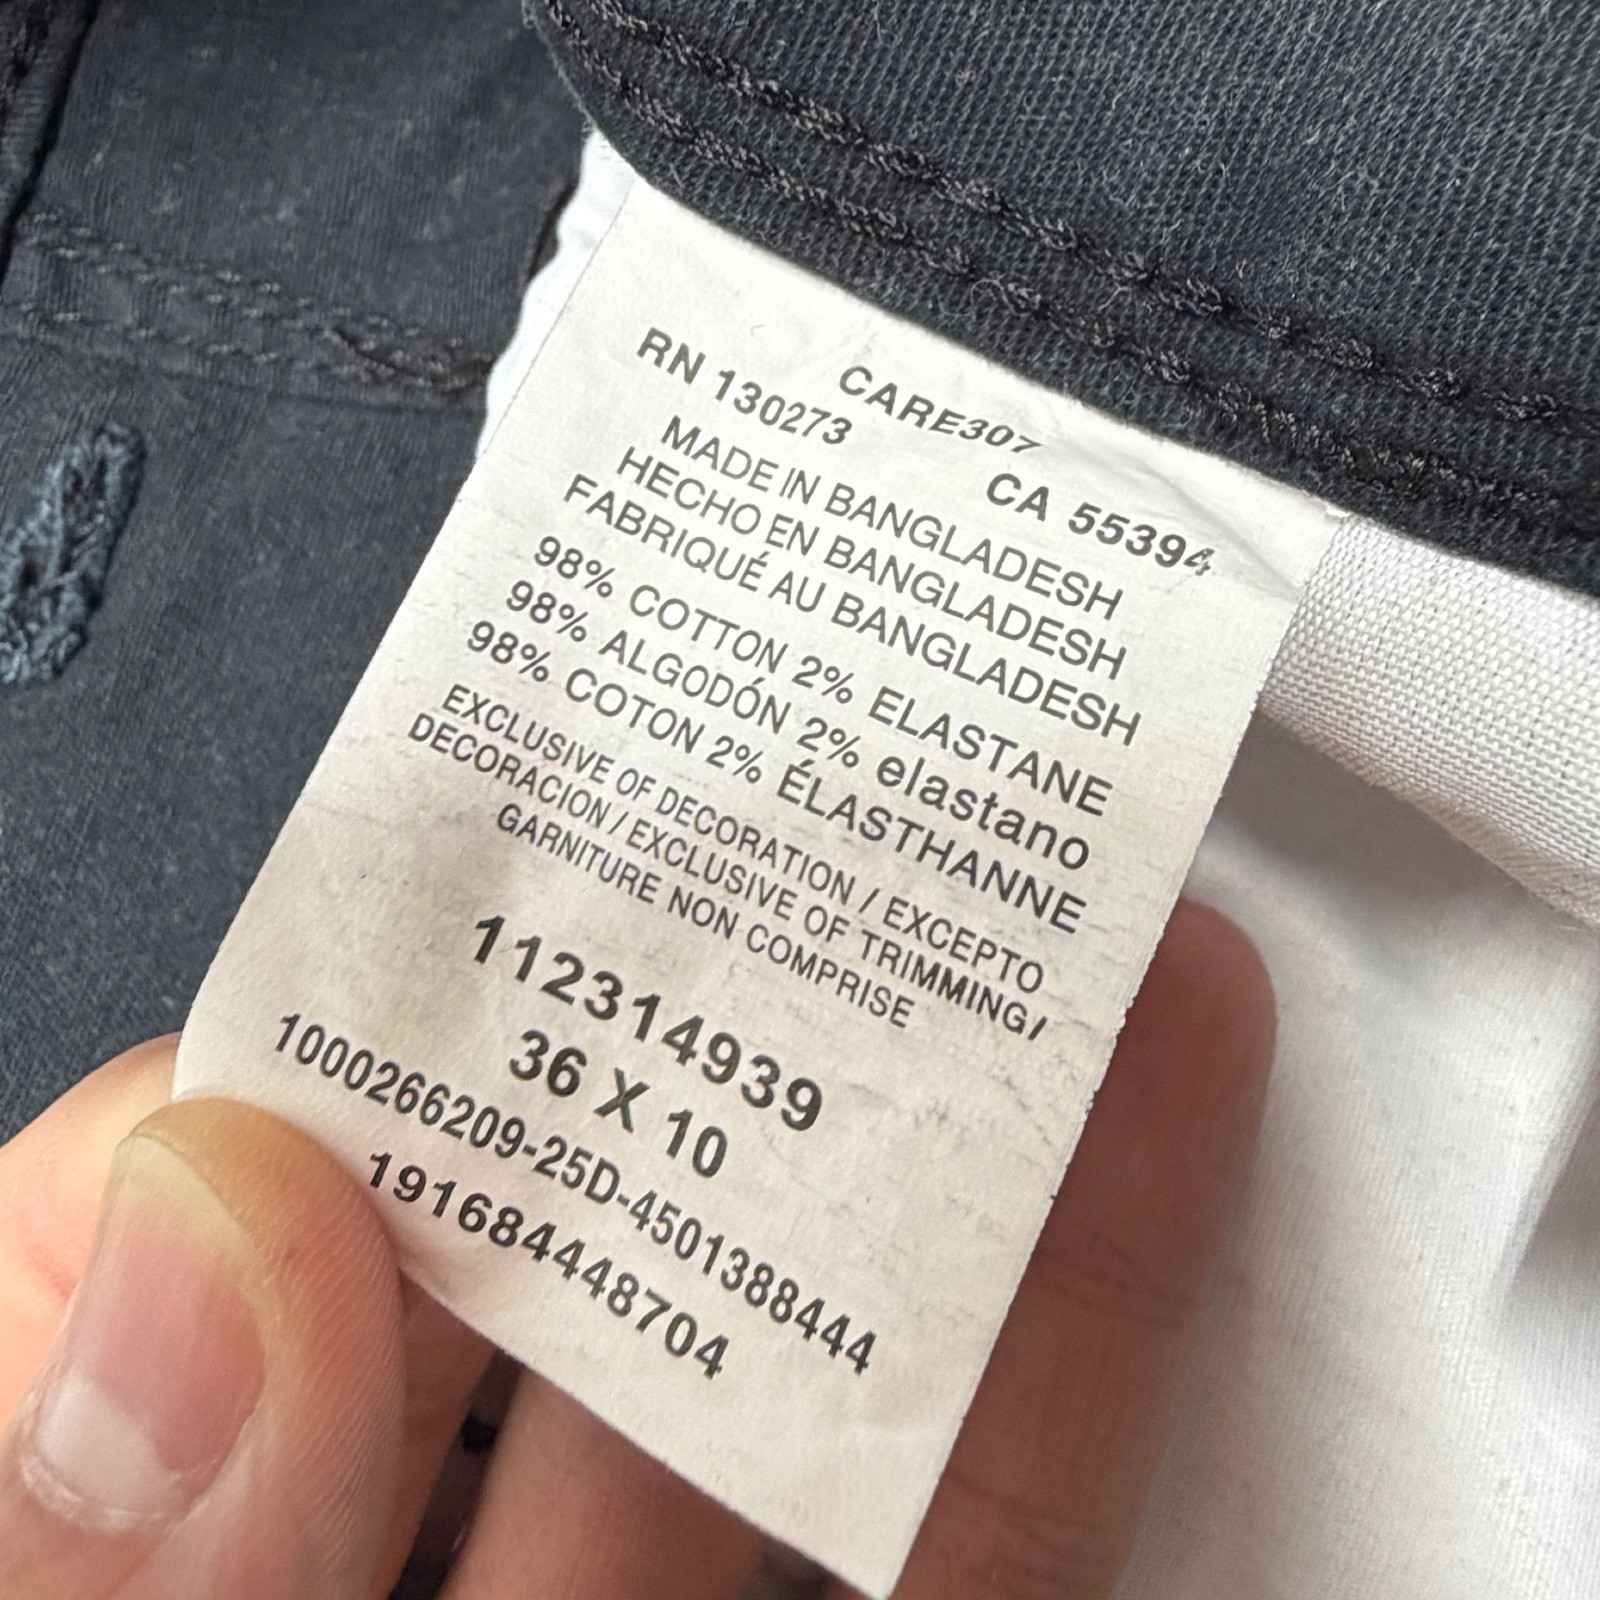 CARE307
RN 130273 CA 55394
MADE IN BANGLADESH
HECHO EN BANGLADESH
FABRIQUÉ AU BANGLADESH
98% COTTON 2% ELASTANE
98% ALGODÓN 2% elastano
98% COTON 2% ÉLASTHANNE
EXCLUSIVE OF DECORATION / EXCEPTO
DECORACION / EXCLUSIVE OF TRIMMING/
GARNITURE NON COMPRISE
112314939
36 X 10
1000266209-25D-4501388444
191684448704